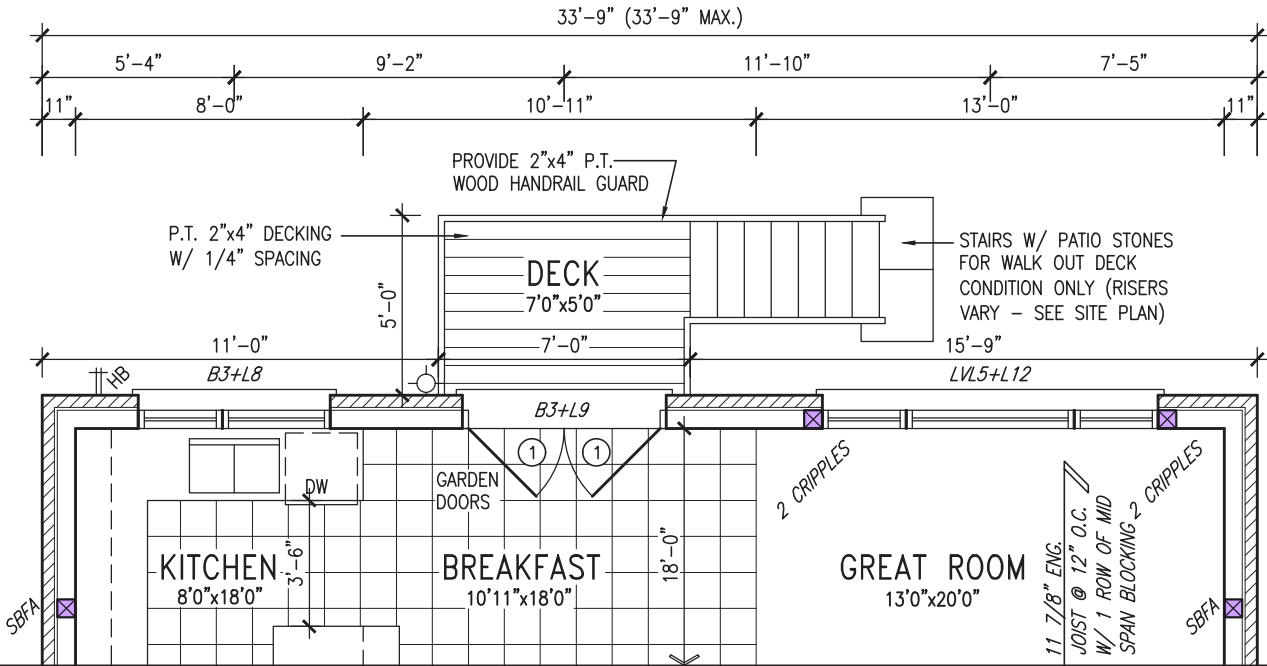 33'-9" (33'-9" MAX.)
5'-4"
9'-2"
11'-10"
7'-5"
11"
8'-0"
10'-11"
13'-0"
11"
PROVIDE 2"x4" P.T.
WOOD HANDRAIL GUARD
P.T. 2"x4" DECKING
W/ 1/4" SPACING
DECK
7'0"x5'0"
STAIRS W/ PATIO STONES
FOR WALK OUT DECK
CONDITION ONLY (RISERS
VARY - SEE SITE PLAN)
5'-0"
11'-0"
7'-0"
15'-9"
HB
B3+L8
LVL5+L12
B3+L9
1
1
DW
GARDEN
DOORS
2 CRIPPLES
2 CRIPPLES
KITCHEN
8'0"x18'0"
3'-6"
BREAKFAST
10'11"x18'0"
18'-0"
GREAT ROOM
13'0"x20'0"
11 7/8" ENG.
JOIST @ 12" O.C.
W/ 1 ROW OF MID
SPAN BLOCKING
SBFA
SBFA